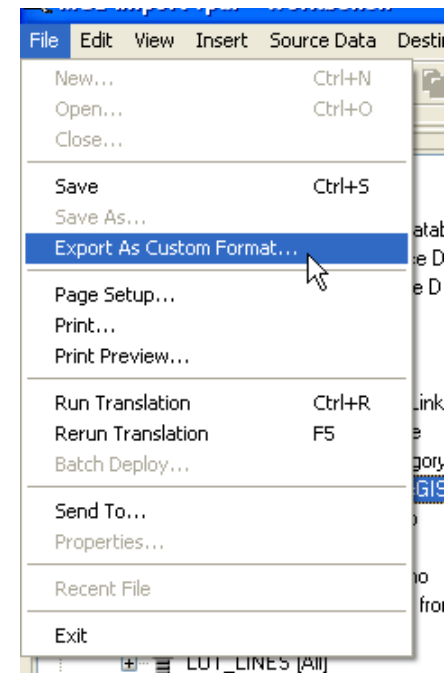 File Edit View Insert Source Data
New... Ctrl+N
Open... Ctrl+O
Close...
Save Ctrl+S
Save As...
Export As Custom Format...
Page Setup...
Print...
Print Preview...
Run Translation Ctrl+R
Rerun Translation F5
Batch Deploy...
Send To...
Properties...
Recent File
Exit
LUT_LINES [All]